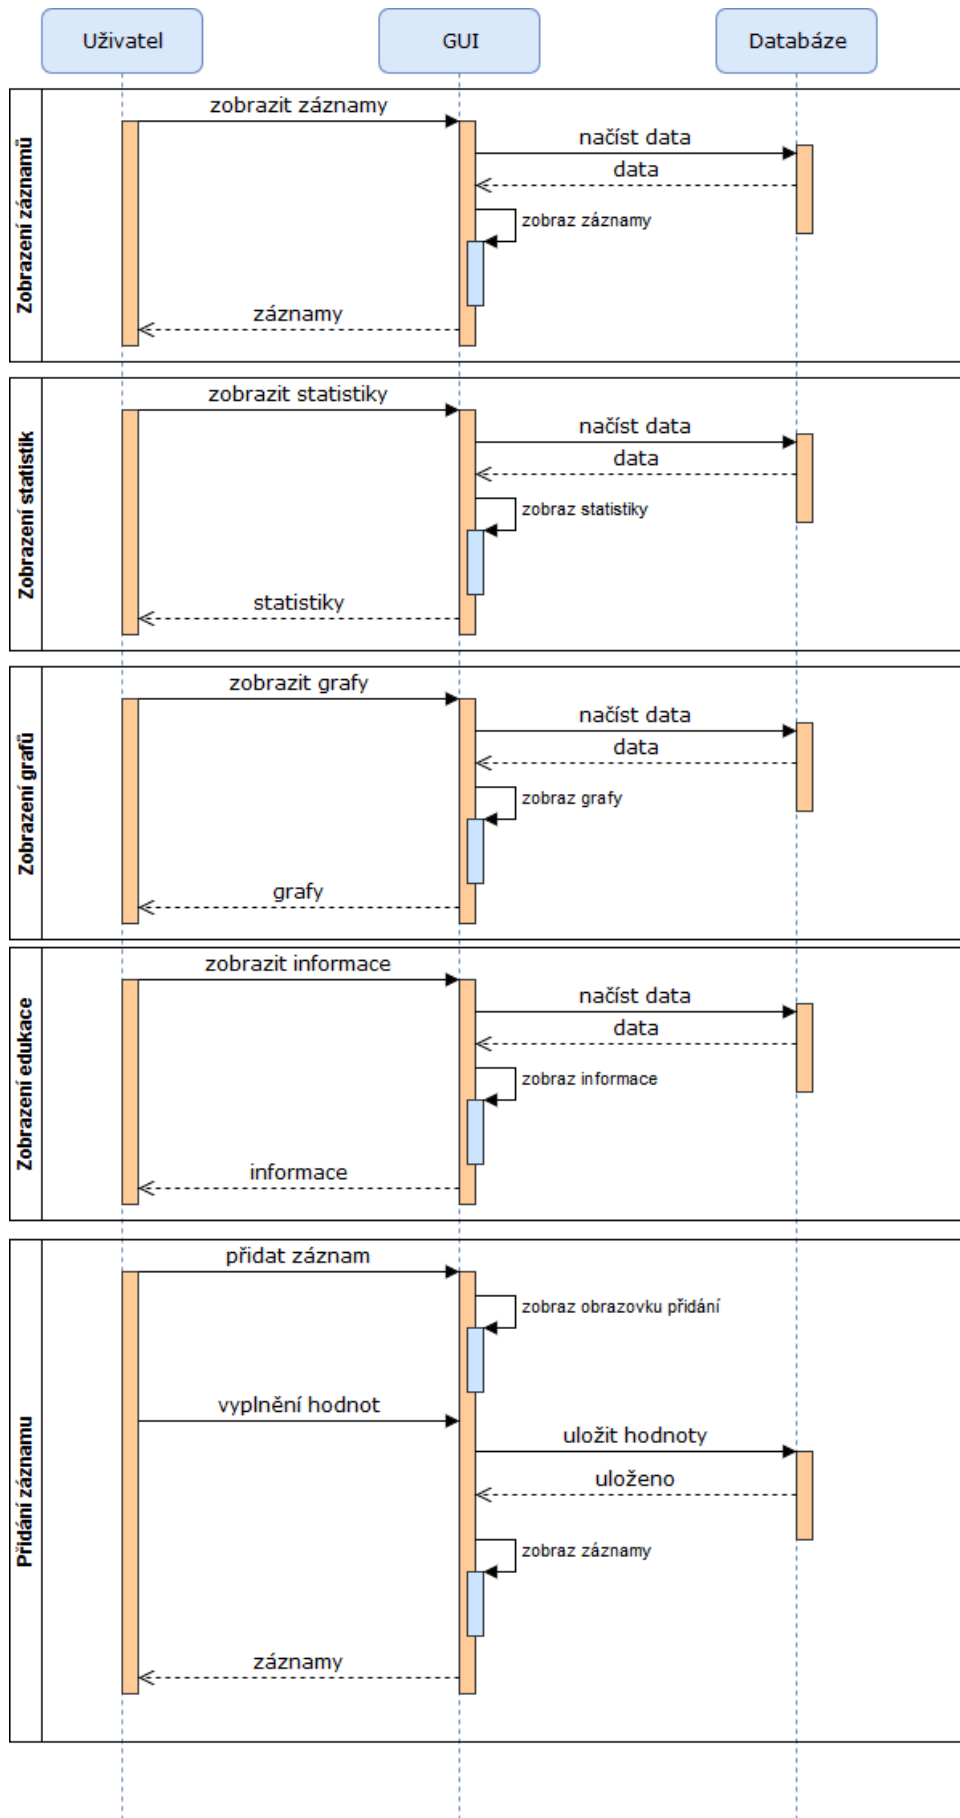 Uživatel
GUI
Databáze
Zobrazení záznamů
zobrazit záznamy
načíst data
data
zobraz záznamy
záznamy
Zobrazení statistik
zobrazit statistiky
načíst data
data
zobraz statistiky
statistiky
Zobrazení grafů
zobrazit grafy
načíst data
data
zobraz grafy
grafy
Zobrazení edukace
zobrazit informace
načíst data
data
zobraz informace
informace
Přidání záznamu
přidat záznam
zobraz obrazovku přidání
vyplnění hodnot
uložit hodnoty
uloženo
zobraz záznamy
záznamy